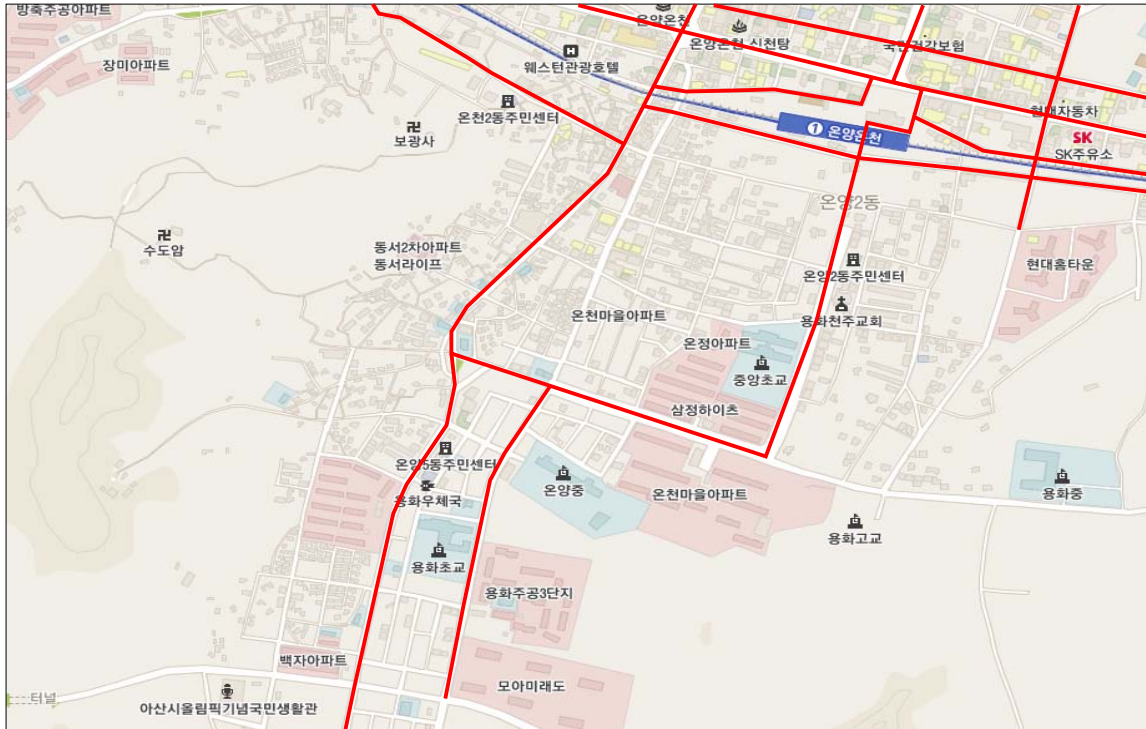 방축주공아파트
온양온천
장미아파트
온양온천 신천탕
국민건강보험
웨스턴관광호텔
현대자동차
온천2동주민센터
보광사
1 온양온천
SK
SK주유소
온양2동
수도암
동서2차아파트
동서라이프
온양2동주민센터
현대홈타운
온천마을아파트
용화천주교회
온정아파트
중앙초교
삼정하이츠
온양5동주민센터
온양중
온천마을아파트
용화중
용화우체국
용화고교
용화초교
용화주공3단지
백자아파트
모아미래도
터널
아산시올림픽기념국민생활관